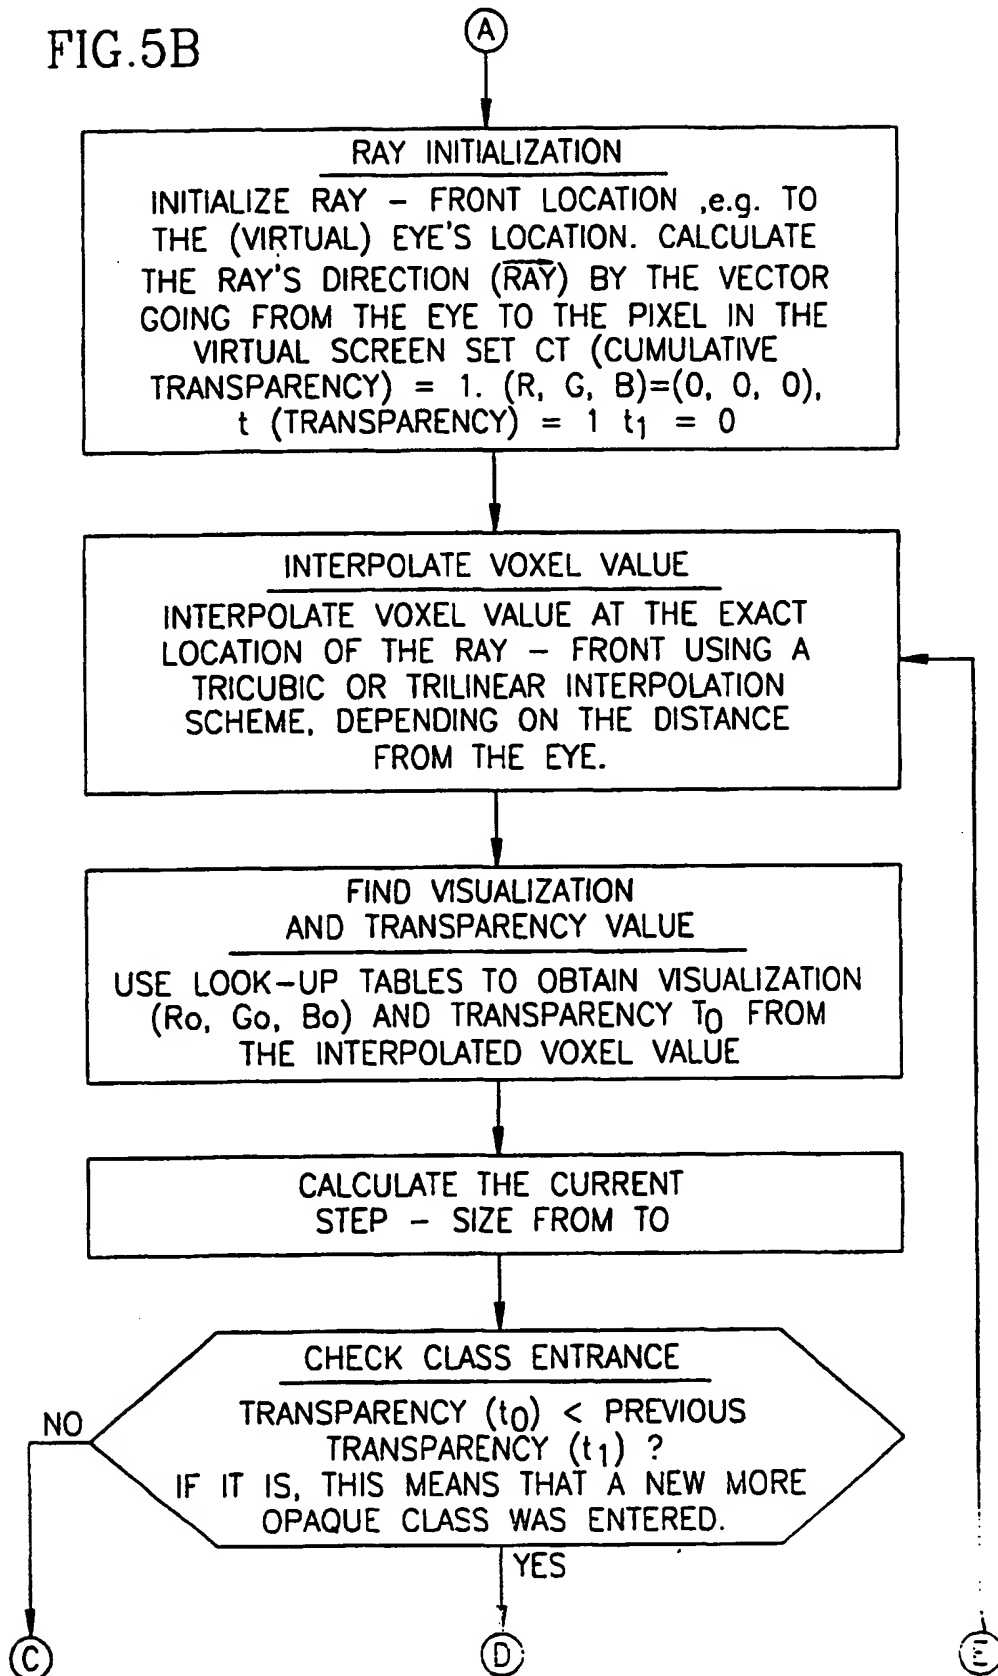 FIG.5B
A
RAY INITIALIZATION
INITIALIZE RAY – FRONT LOCATION ,e.g. TO
THE (VIRTUAL) EYE'S LOCATION. CALCULATE
THE RAY'S DIRECTION (RAY) BY THE VECTOR
GOING FROM THE EYE TO THE PIXEL IN THE
VIRTUAL SCREEN SET CT (CUMULATIVE
TRANSPARENCY) = 1. (R, G, B)=(0, 0, 0),
t (TRANSPARENCY) = 1 t₁ = 0
INTERPOLATE VOXEL VALUE
INTERPOLATE VOXEL VALUE AT THE EXACT
LOCATION OF THE RAY – FRONT USING A
TRICUBIC OR TRILINEAR INTERPOLATION
SCHEME, DEPENDING ON THE DISTANCE
FROM THE EYE.
FIND VISUALIZATION
AND TRANSPARENCY VALUE
USE LOOK–UP TABLES TO OBTAIN VISUALIZATION
(Ro, Go, Bo) AND TRANSPARENCY T₀ FROM
THE INTERPOLATED VOXEL VALUE
CALCULATE THE CURRENT
STEP – SIZE FROM TO
CHECK CLASS ENTRANCE
TRANSPARENCY (t₀) < PREVIOUS
TRANSPARENCY (t₁) ?
IF IT IS, THIS MEANS THAT A NEW MORE
OPAQUE CLASS WAS ENTERED.
NO
YES
C
D
E